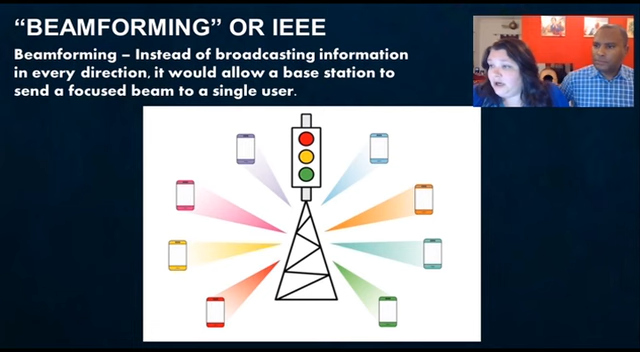 “BEAMFORMING” OR IEEE
Beamforming – Instead of broadcasting information
in every direction, it would allow a base station to
send a focused beam to a single user.